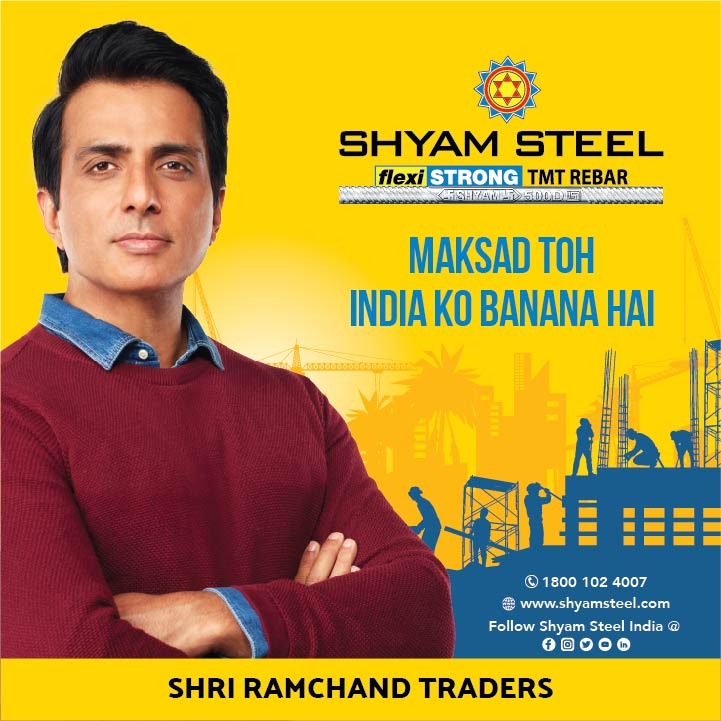 SHYAM STEEL
flexi STRONG TMT REBAR
SHYAM 500D
MAKSAD TOH
INDIA KO BANANA HAI
1800 102 4007
www.shyamsteel.com
Follow Shyam Steel India @
SHRI RAMCHAND TRADERS